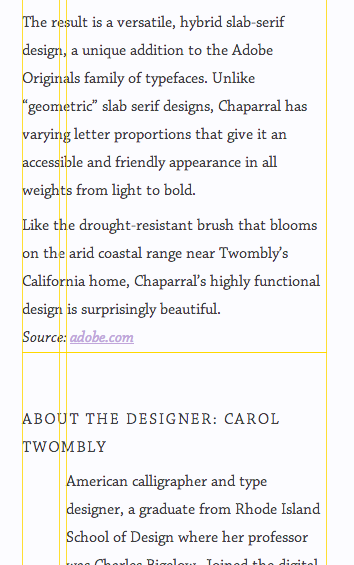 The result is a versatile, hybrid slab-serif
design, a unique addition to the Adobe
Originals family of typefaces. Unlike
“geometric” slab serif designs, Chaparral has
varying letter proportions that give it an
accessible and friendly appearance in all
weights from light to bold.
Like the drought-resistant brush that blooms
on the arid coastal range near Twombly’s
California home, Chaparral’s highly functional
design is surprisingly beautiful.
Source: adobe.com
ABOUT THE DESIGNER: CAROL
TWOMBLY
American calligrapher and type
designer, a graduate from Rhode Island
School of Design where her professor
was Charles Bigelow. Joined the digital